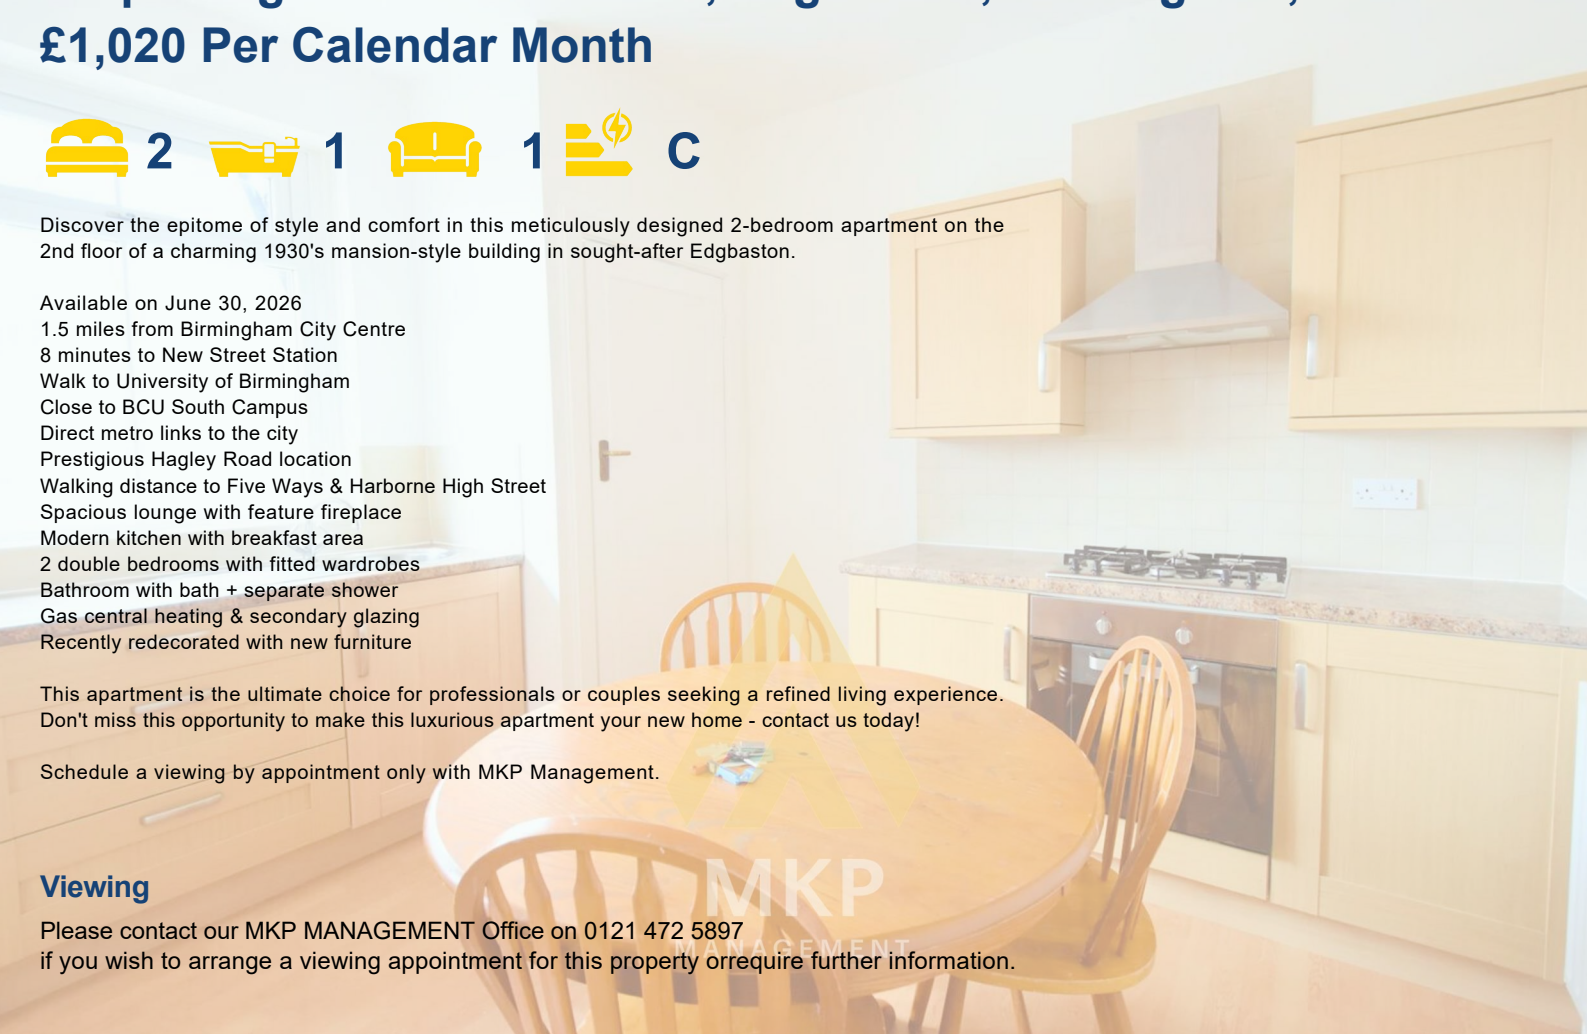 £1,020 Per Calendar Month
2 1 1 C
Discover the epitome of style and comfort in this meticulously designed 2-bedroom apartment on the
2nd floor of a charming 1930's mansion-style building in sought-after Edgbaston.
Available on June 30, 2026
1.5 miles from Birmingham City Centre
8 minutes to New Street Station
Walk to University of Birmingham
Close to BCU South Campus
Direct metro links to the city
Prestigious Hagley Road location
Walking distance to Five Ways & Harborne High Street
Spacious lounge with feature fireplace
Modern kitchen with breakfast area
2 double bedrooms with fitted wardrobes
Bathroom with bath + separate shower
Gas central heating & secondary glazing
Recently redecorated with new furniture
This apartment is the ultimate choice for professionals or couples seeking a refined living experience.
Don't miss this opportunity to make this luxurious apartment your new home - contact us today!
Schedule a viewing by appointment only with MKP Management.
MKP
Viewing
Please contact our MKP MANAGEMENT Office on 0121 472 5897
MANAGEMENT
if you wish to arrange a viewing appointment for this property orrequire further information.